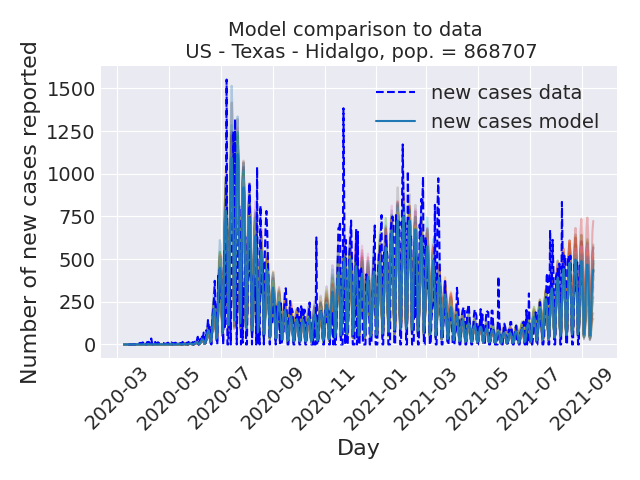 Model comparison to data
US - Texas - Hidalgo, pop. = 868707
Number of new cases reported
1500
1250
1000
750
500
250
0
new cases data
new cases model
2020-03
2020-05
2020-07
2020-09
2020-11
2021-01
2021-03
2021-05
2021-07
2021-09
Day